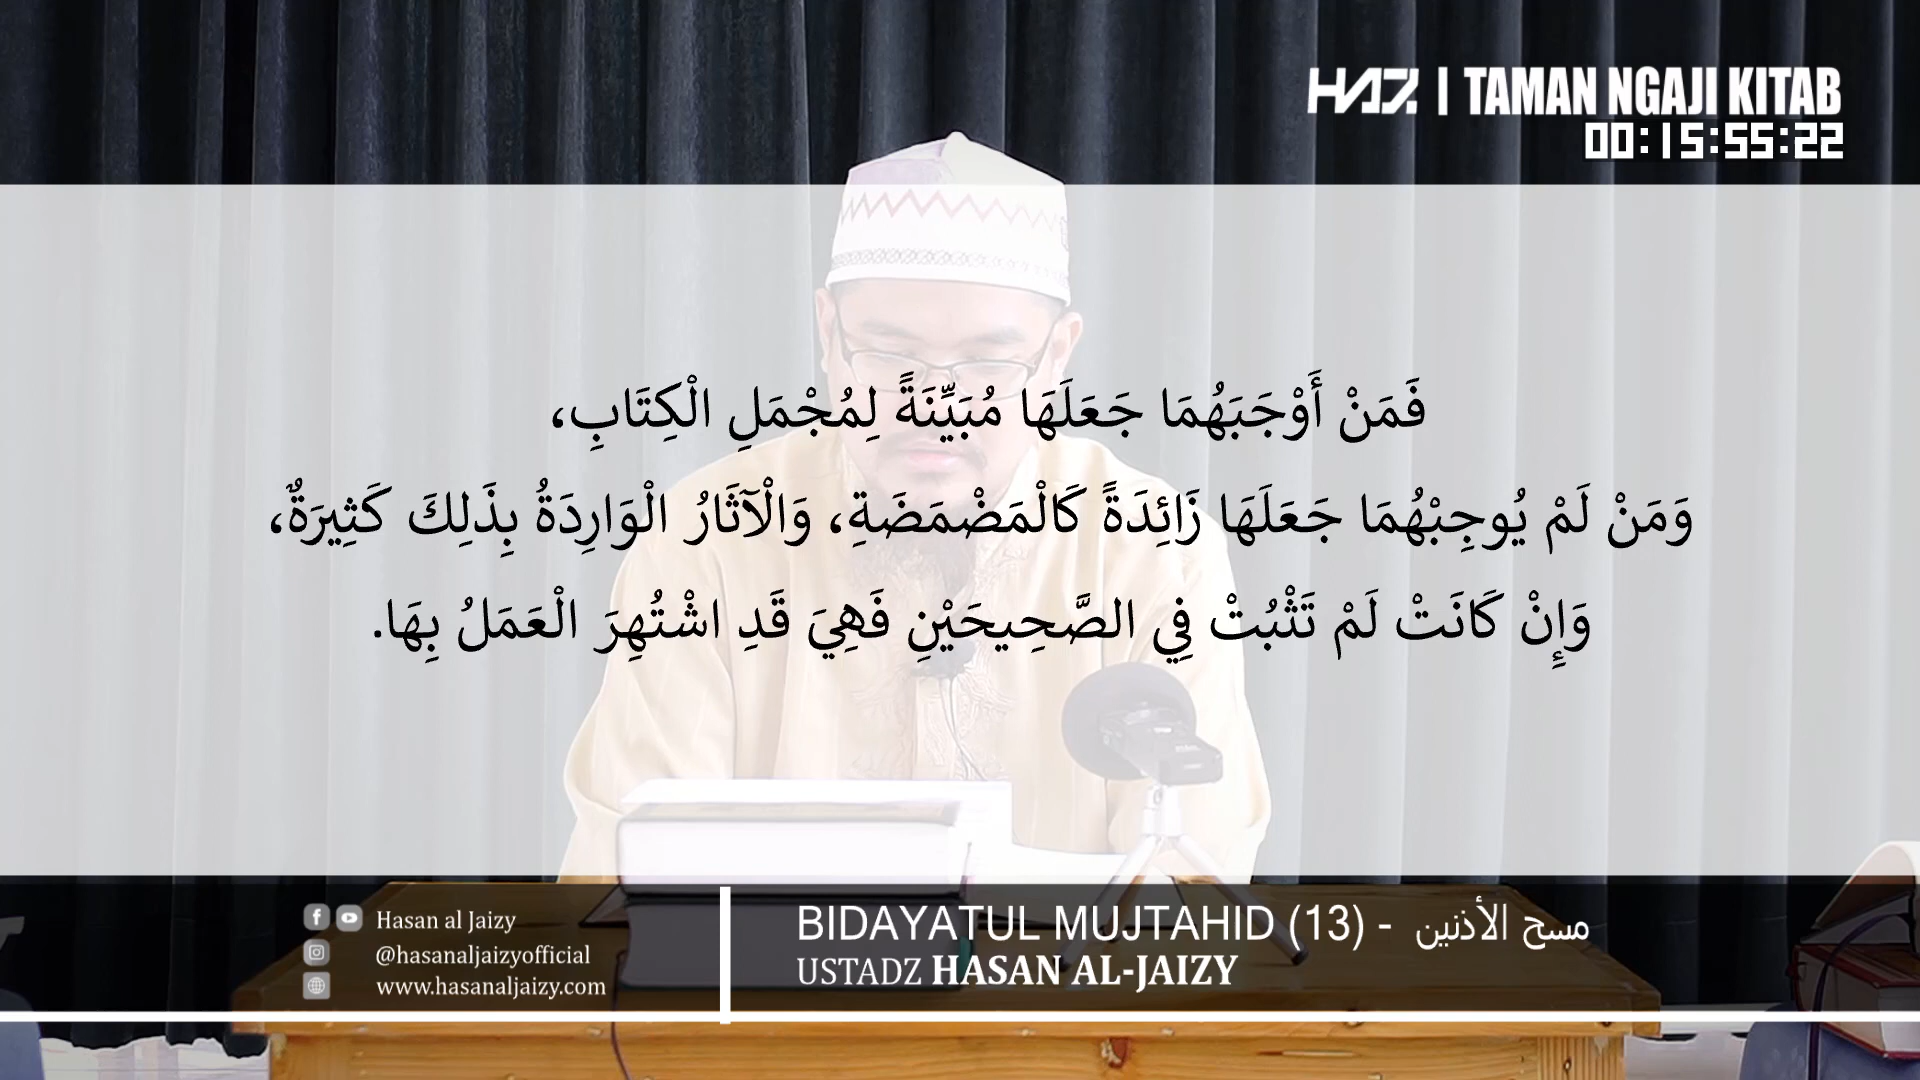 HAJ. | TAMAN NGAJI KITAB
00:15:55:22
فَمَنْ أَوْجَبَهُمَا جَعَلَهَا مُبَيِّنَةً لِمُجْمَلِ الْكِتَابِ،
وَمَنْ لَمْ يُوجِبْهُمَا جَعَلَهَا زَائِدَةً كَالْمَضْمَضَةِ، وَالْآثَارُ الْوَارِدَةُ بِذَلِكَ كَثِيرَةٌ،
وَإِنْ كَانَتْ لَمْ تَثْبُتْ فِي الصَّحِيحَيْنِ فَهِيَ قَدِ اشْتُهِرَ الْعَمَلُ بِهَا.
Hasan al Jaizy
@hasanaljaizyofficial
www.hasanaljaizy.com
BIDAYATUL MUJTAHID (13) - مسح الأذنين
USTADZ HASAN AL-JAIZY